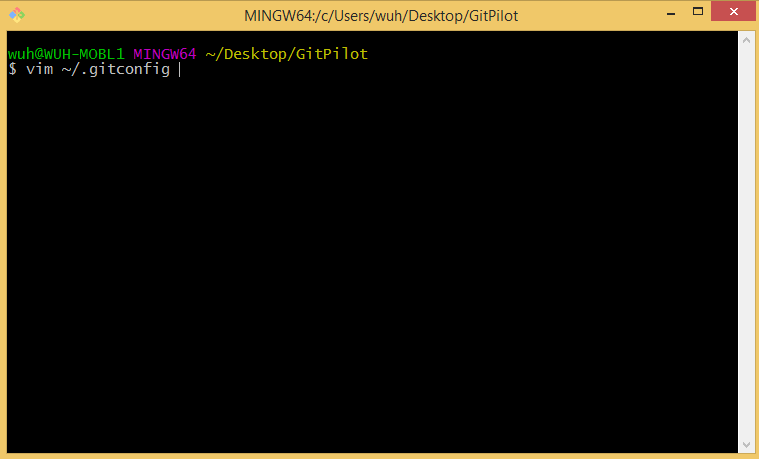 MINGW64:/c/Users/wuh/Desktop/GitPilot
wuh@WUH-MOBL1 MINGW64 ~/Desktop/GitPilot
$ vim ~/.gitconfig